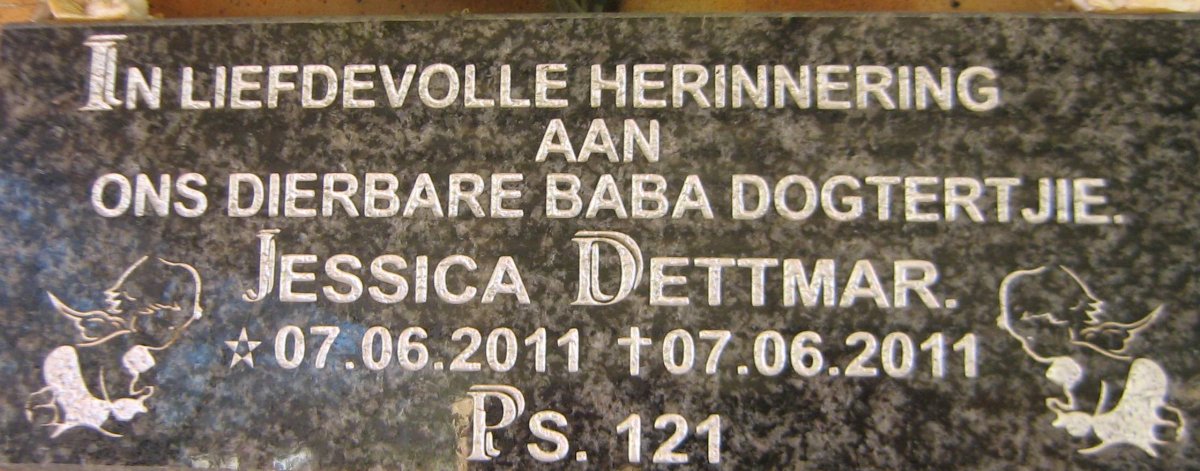 IN LIEFDEVOLLE HERINNERING
AAN
ONS DIERBARE BABA DOGTERTJIE.
JESSICA DETTMAR.
☆07.06.2011 †07.06.2011
PS. 121